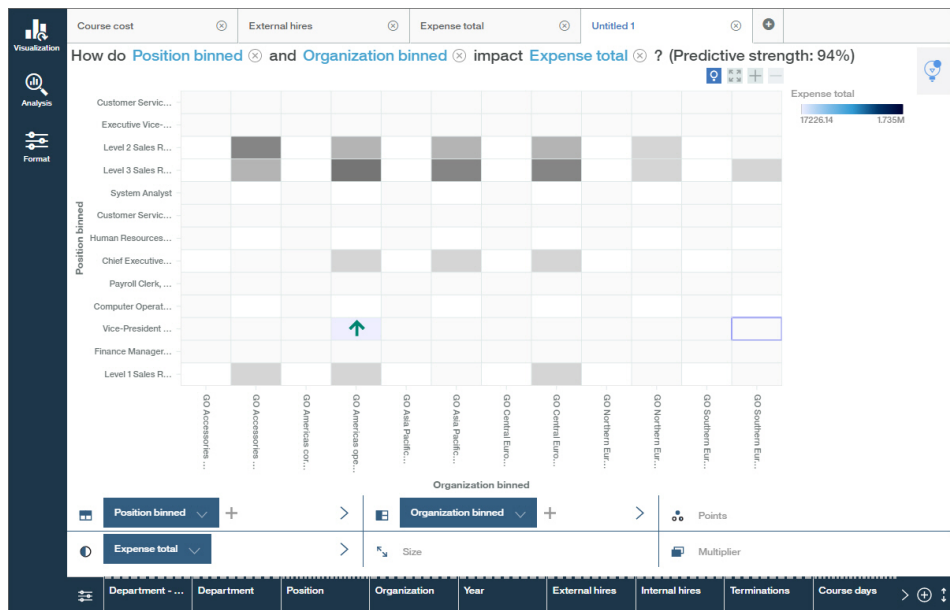 Course cost
External hires
Expense total
Untitled 1
Visualization
Analysis
Format
How do Position binned and Organization binned impact Expense total ? (Predictive strength: 94%)
Expense total
17226.14 1.735M
Position binned
Customer Servic...
Executive Vice-...
Level 2 Sales R...
Level 3 Sales R...
System Analyst
Customer Servic...
Human Resources...
Chief Executive...
Payroll Clerk, ...
Computer Operat...
Vice-President ...
Finance Manager...
Level 1 Sales R...
GO Accessories ...
GO Accessories ...
GO Americas cor...
GO Americas ope...
GO Asia Pacific...
GO Asia Pacific...
GO Central Euro...
GO Central Euro...
GO Northern Eur...
GO Northern Eur...
GO Southern Eur...
GO Southern Eur...
Organization binned
Position binned
Organization binned
Points
Expense total
Size
Multiplier
Department - ...
Department
Position
Organization
Year
External hires
Internal hires
Terminations
Course days